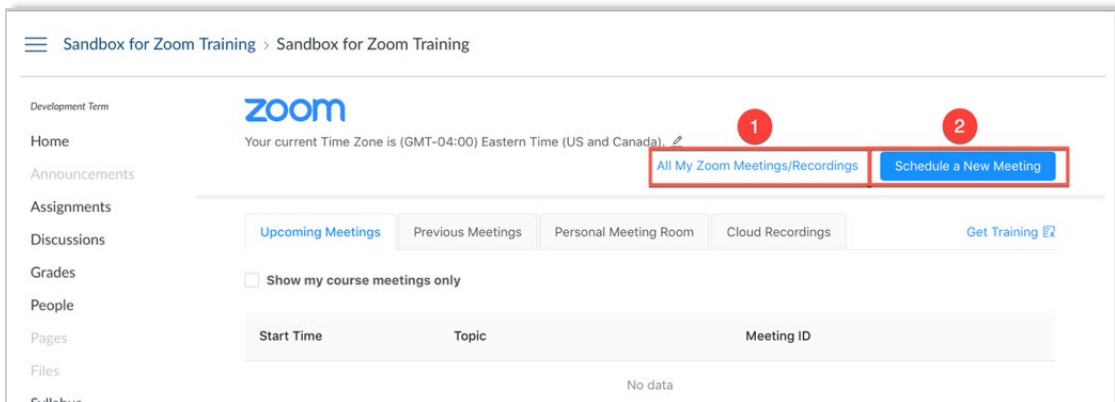 Sandbox for Zoom Training > Sandbox for Zoom Training
Development Term
Home
Announcements
Assignments
Discussions
Grades
People
Pages
Files
Syllabus
zoom
Your current Time Zone is (GMT-04:00) Eastern Time (US and Canada).
1
2
All My Zoom Meetings/Recordings
Schedule a New Meeting
Upcoming Meetings
Previous Meetings
Personal Meeting Room
Cloud Recordings
Get Training
Show my course meetings only
Start Time
Topic
Meeting ID
No data